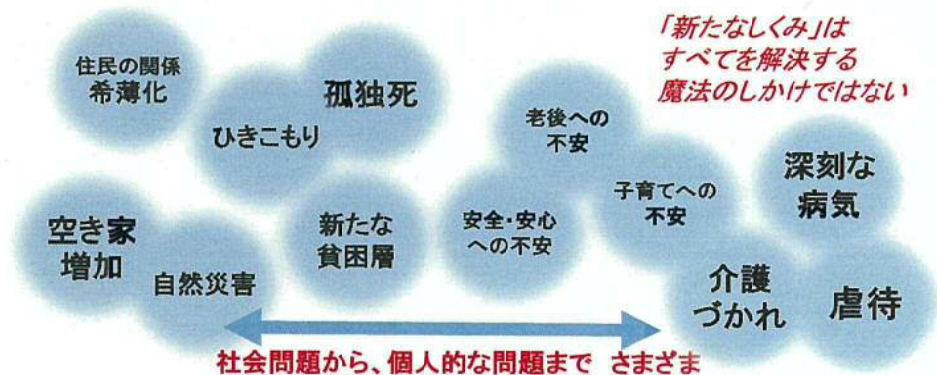 「新たなしくみ」は
すべてを解決する
魔法のしかけではない
住民の関係
希薄化
ひきこもり
孤独死
老後への
不安
子育てへの
不安
深刻な
病気
空き家
増加
自然災害
新たな
貧困層
安全・安心
への不安
介護
づかれ
虐待
社会問題から、個人的な問題まで さまざま